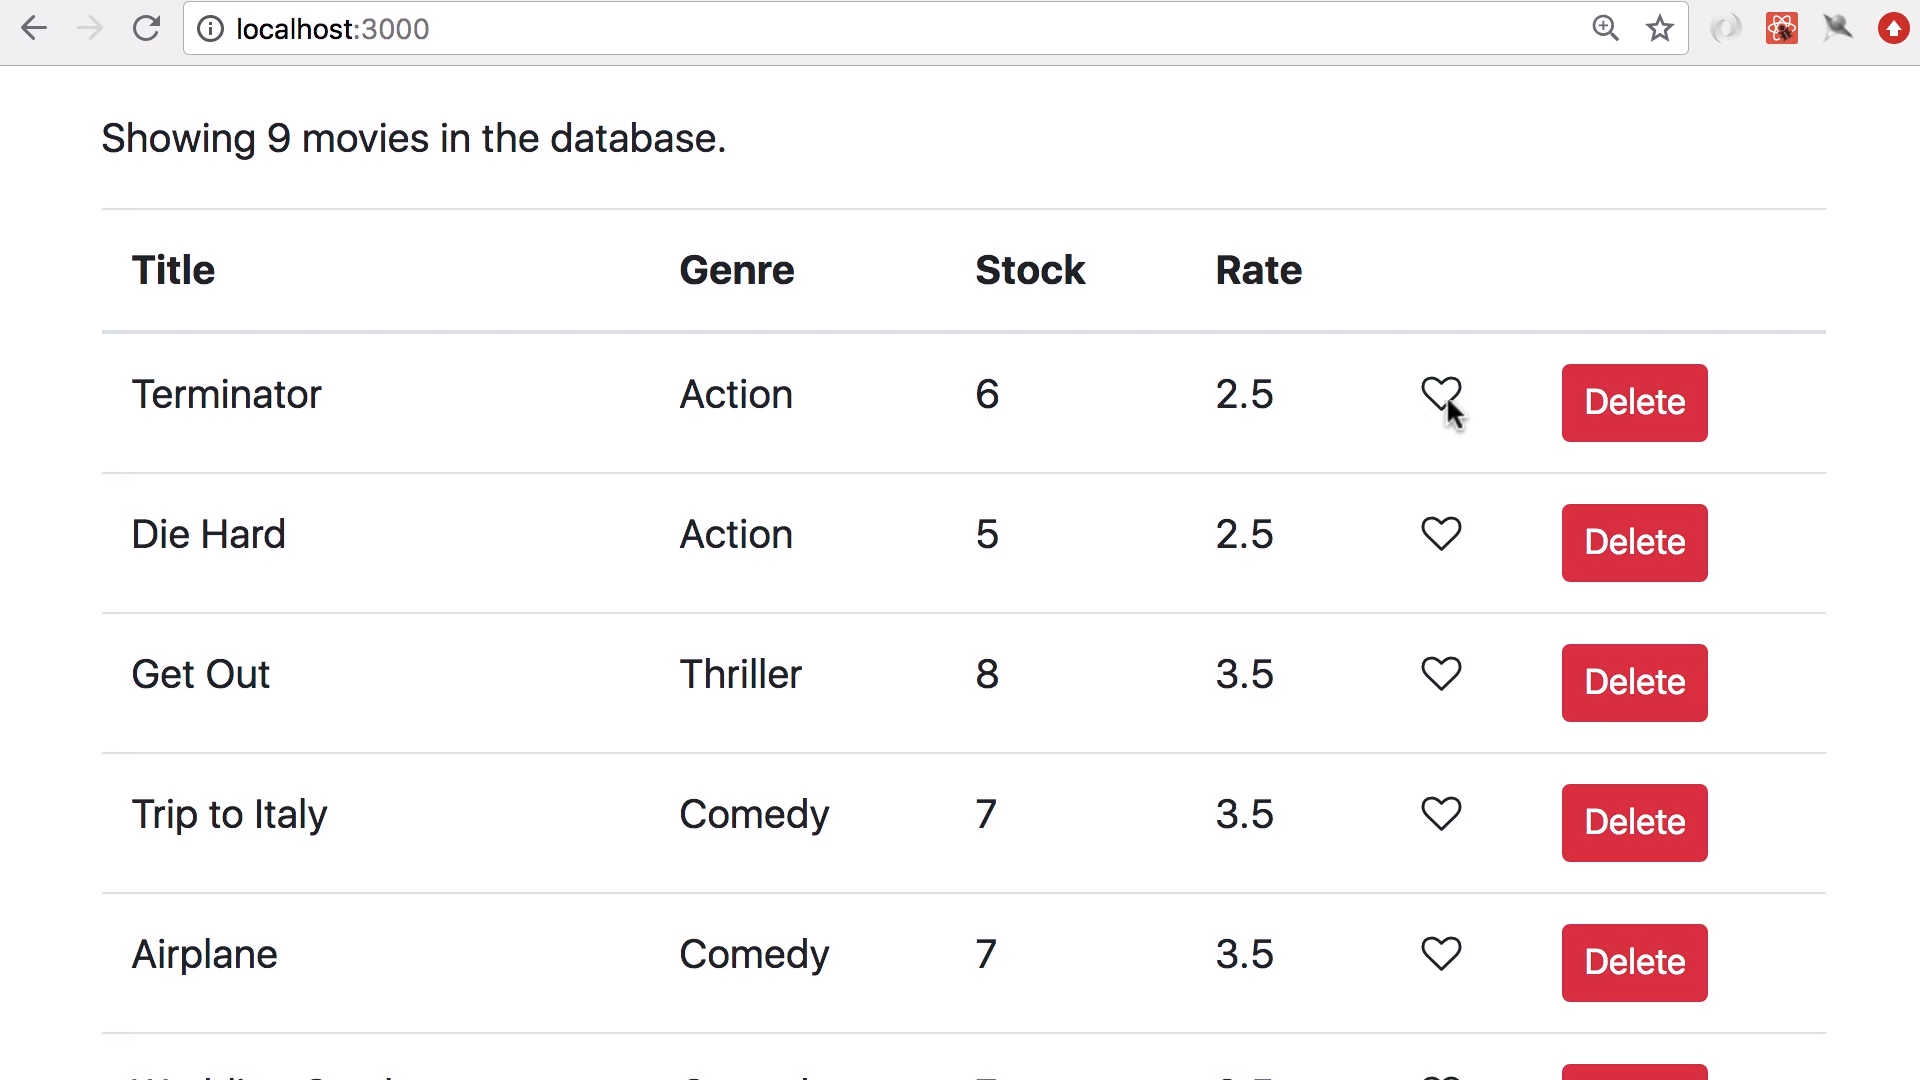 localhost:3000
Showing 9 movies in the database.
Title Genre Stock Rate
Terminator Action 6 2.5 Delete
Die Hard Action 5 2.5 Delete
Get Out Thriller 8 3.5 Delete
Trip to Italy Comedy 7 3.5 Delete
Airplane Comedy 7 3.5 Delete